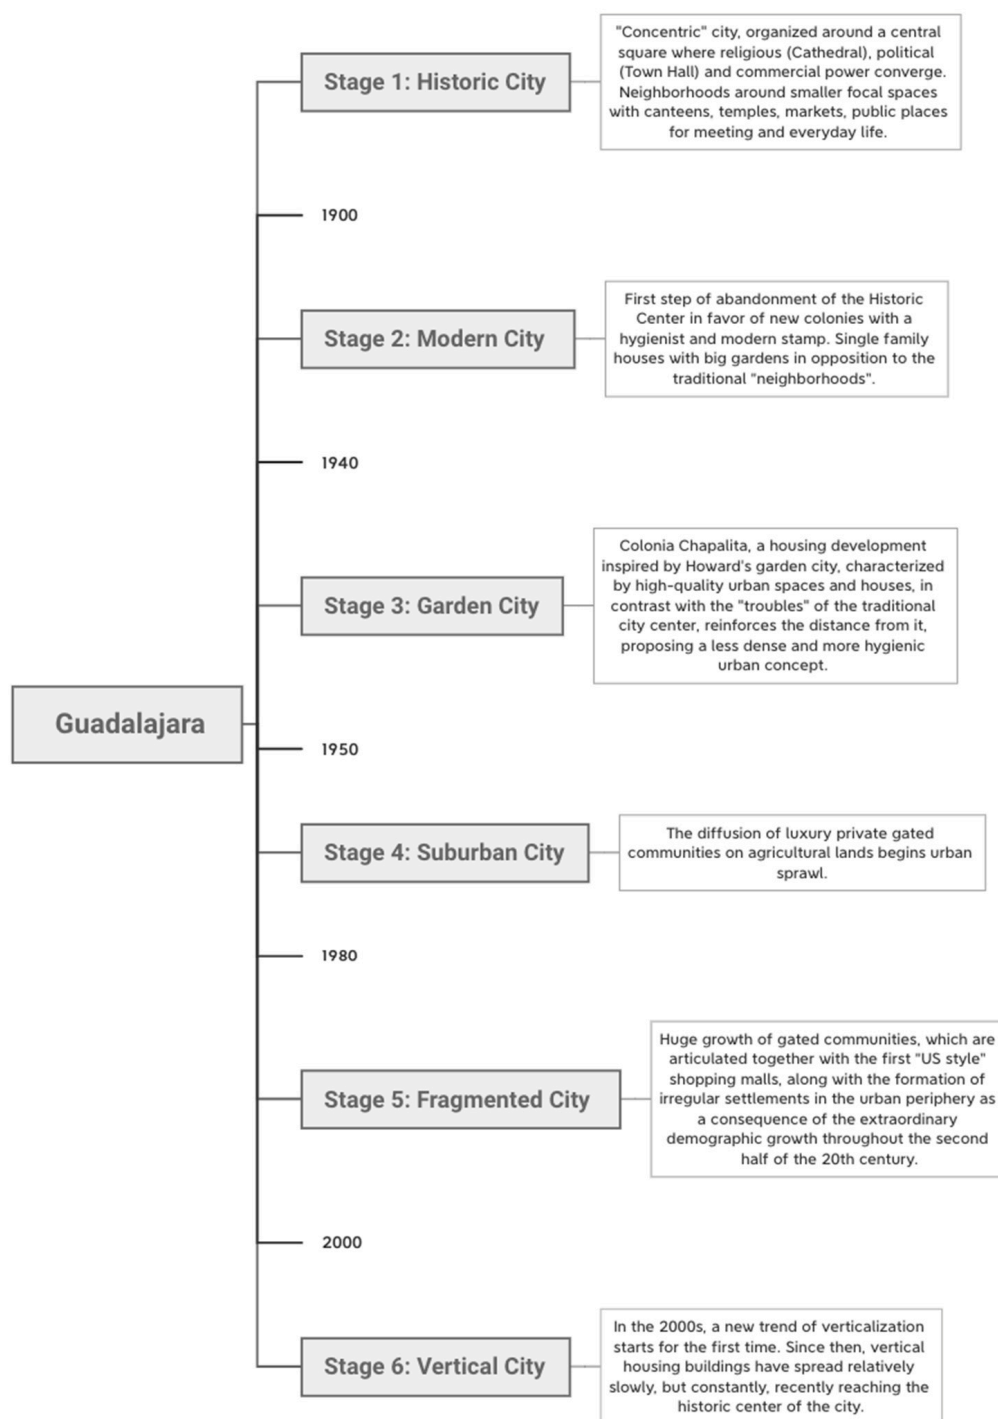 "Concentric" city, organized around a central
square where religious (Cathedral), political
(Town Hall) and commercial power converge.
Neighborhoods around smaller focal spaces
with canteens, temples, markets, public places
for meeting and everyday life.
Stage 1: Historic City
1900
First step of abandonment of the Historic
Center in favor of new colonies with a
hygienist and modern stamp. Single family
houses with big gardens in opposition to the
traditional "neighborhoods".
Stage 2: Modern City
1940
Colonia Chapalita, a housing development
inspired by Howard's garden city, characterized
by high-quality urban spaces and houses, in
contrast with the "troubles" of the traditional
city center, reinforces the distance from it,
proposing a less dense and more hygienic
urban concept.
Stage 3: Garden City
Guadalajara
1950
The diffusion of luxury private gated
communities on agricultural lands begins urban
sprawl.
Stage 4: Suburban City
1980
Huge growth of gated communities, which are
articulated together with the first "US style"
shopping malls, along with the formation of
irregular settlements in the urban periphery as
a consequence of the extraordinary
demographic growth throughout the second
half of the 20th century.
Stage 5: Fragmented City
2000
In the 2000s, a new trend of verticalization
starts for the first time. Since then, vertical
housing buildings have spread relatively
slowly, but constantly, recently reaching the
historic center of the city.
Stage 6: Vertical City